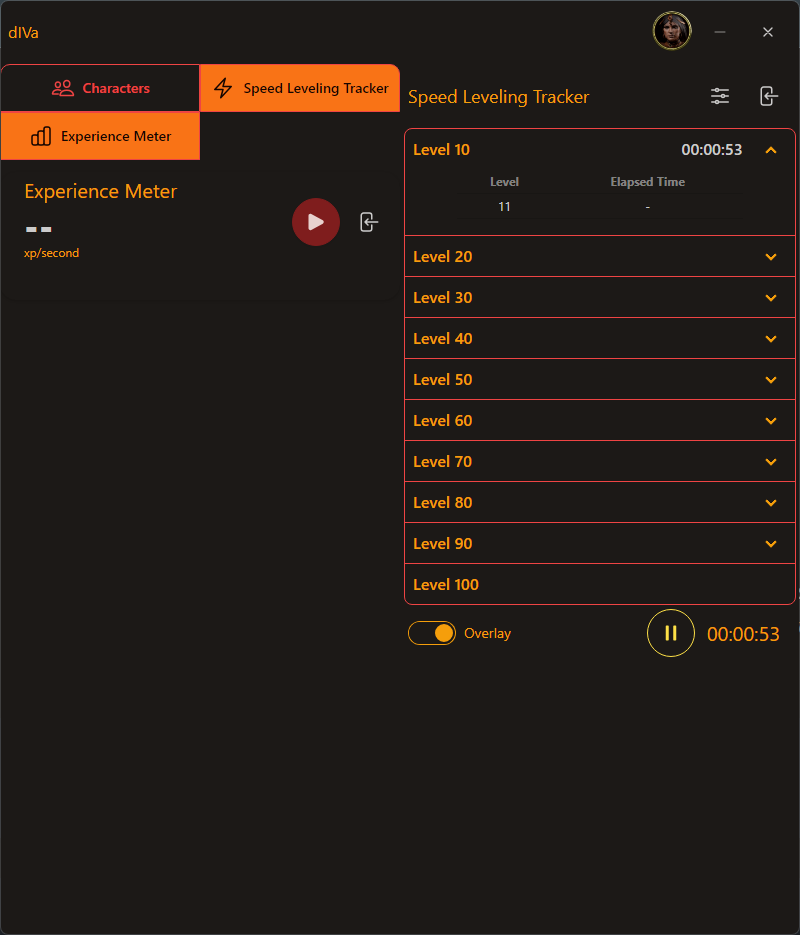 dIVa
Characters
Speed Leveling Tracker
Experience Meter
Experience Meter
--
xp/second
Speed Leveling Tracker
Level 10 00:00:53
Level Elapsed Time
11 -
Level 20
Level 30
Level 40
Level 50
Level 60
Level 70
Level 80
Level 90
Level 100
Overlay 00:00:53